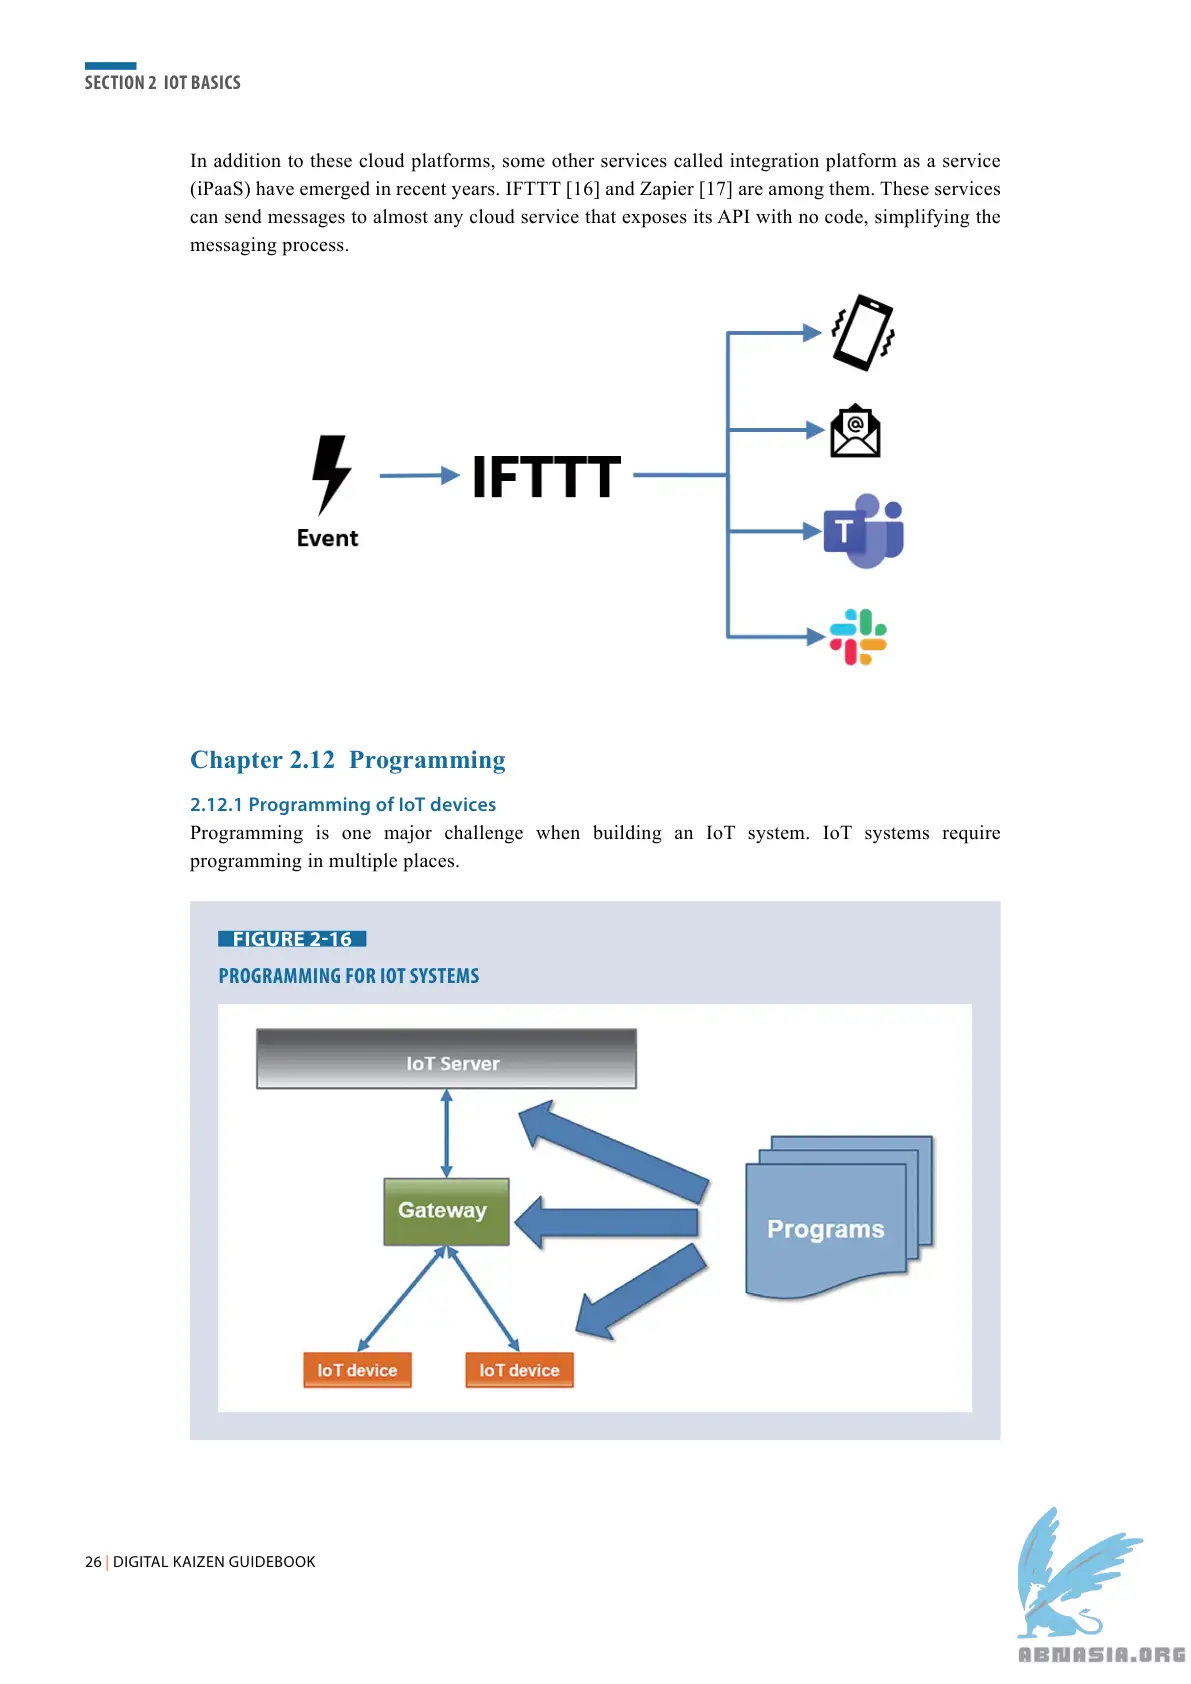 SECTION 2 IOT BASICS
In addition to these cloud platforms, some other services called integration platform as a service
(iPaaS) have emerged in recent years. IFTTT [16] and Zapier [17] are among them. These services
can send messages to almost any cloud service that exposes its API with no code, simplifying the
messaging process.
@
IFTTT
T
Event
Chapter 2.12 Programming
2.12.1 Programming of IoT devices
Programming is one major challenge when building an IoT system. IoT systems require
programming in multiple places.
FIGURE 2-16
PROGRAMMING FOR IOT SYSTEMS
IoT Server
Gateway
Programs
IoT device
IoT device
26 | DIGITAL KAIZEN GUIDEBOOK
ABNASIA.ORG